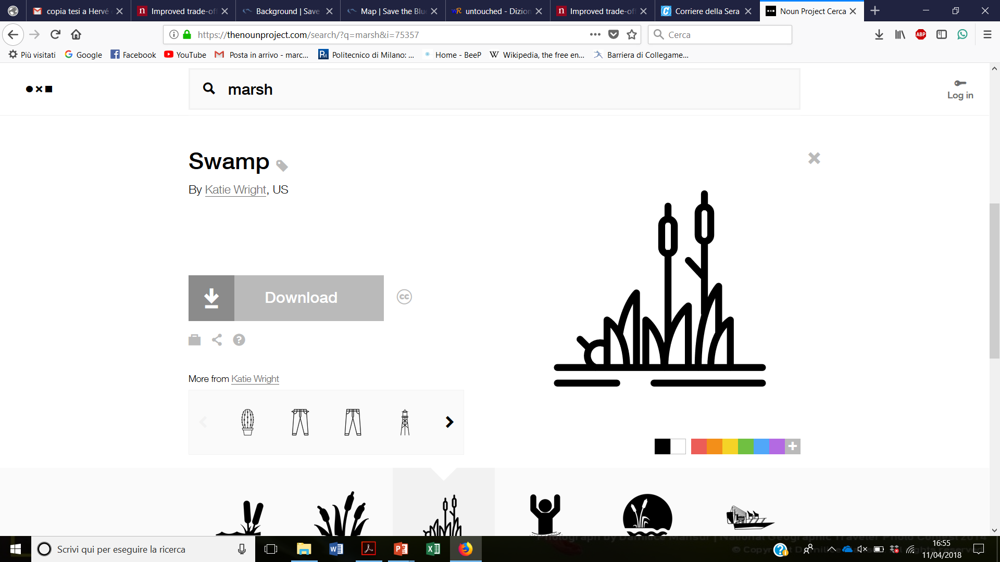 copia tesi a Hervé
Improved trade-of
Background | Save
Map | Save the Blu
untouched - Dizion
Improved trade-of
Corriere della Sera
Noun Project Cerca
https://thenounproject.com/search/?q=marsh&i=75357
Cerca
Più visitati
Google
Facebook
YouTube
Posta in arrivo - marc...
Politecnico di Milano: ...
Home - BeeP
Wikipedia, the free en...
Barriera di Collegame...
marsh
Log in
Swamp
By Katie Wright, US
Download
cc
More from Katie Wright
Scrivi qui per eseguire la ricerca
16:55
11/04/2018